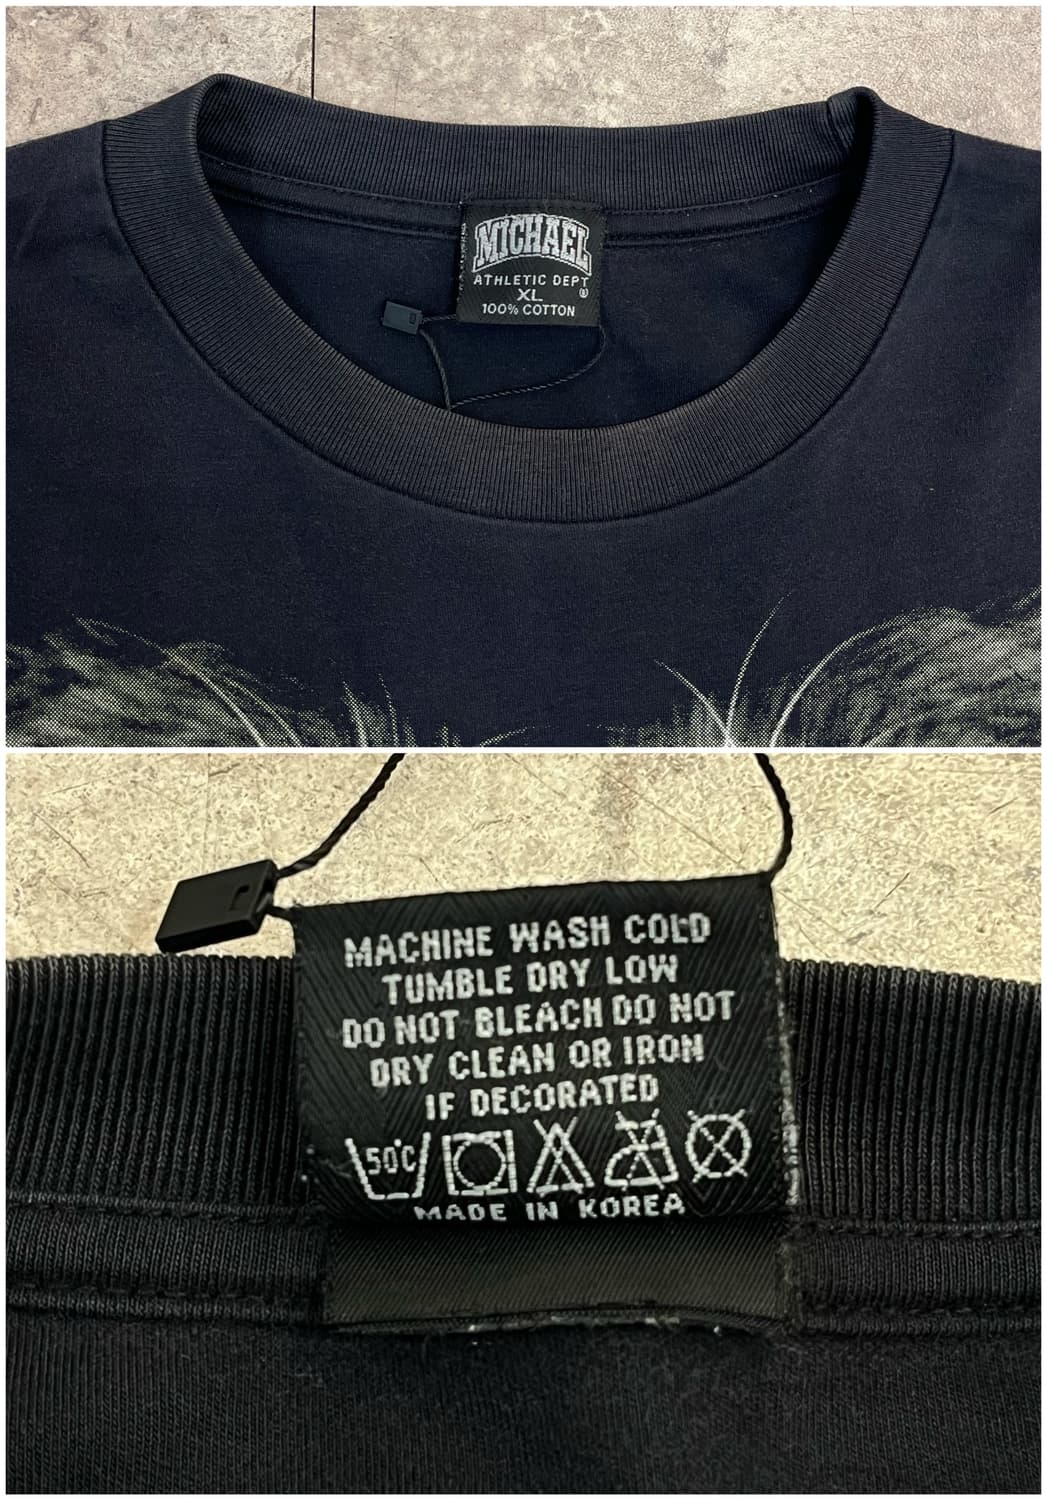 MICHAEL
ATHLETIC DEPT
®
XL
100% COTTON
MACHINE WASH COLD
TUMBLE DRY LOW
DO NOT BLEACH DO NOT
DRY CLEAN OR IRON
IF DECORATED
50°C
MADE IN KOREA